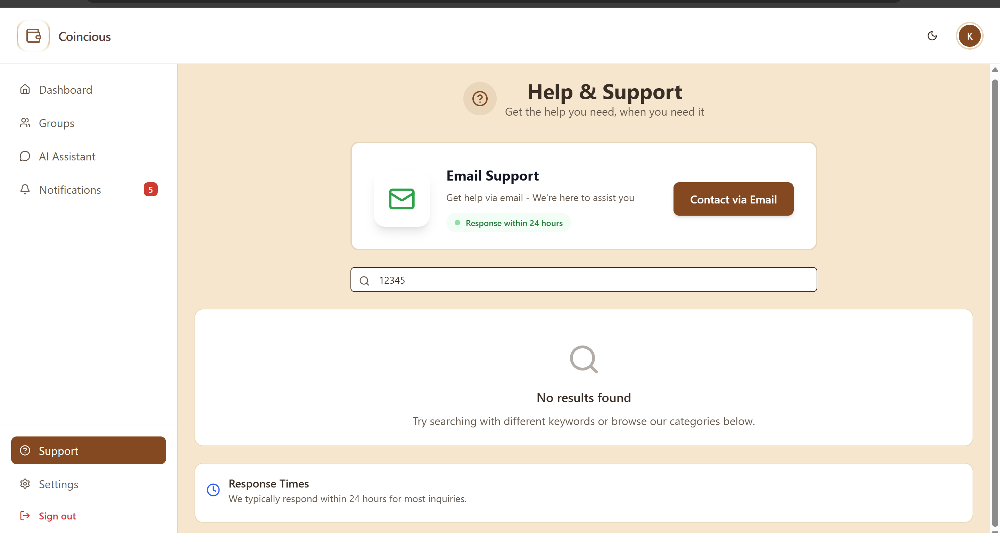 Coincious
K
Dashboard
Groups
AI Assistant
Notifications 5
Support
Settings
Sign out
Help & Support
Get the help you need, when you need it
Email Support
Get help via email - We're here to assist you
Response within 24 hours
Contact via Email
12345
No results found
Try searching with different keywords or browse our categories below.
Response Times
We typically respond within 24 hours for most inquiries.